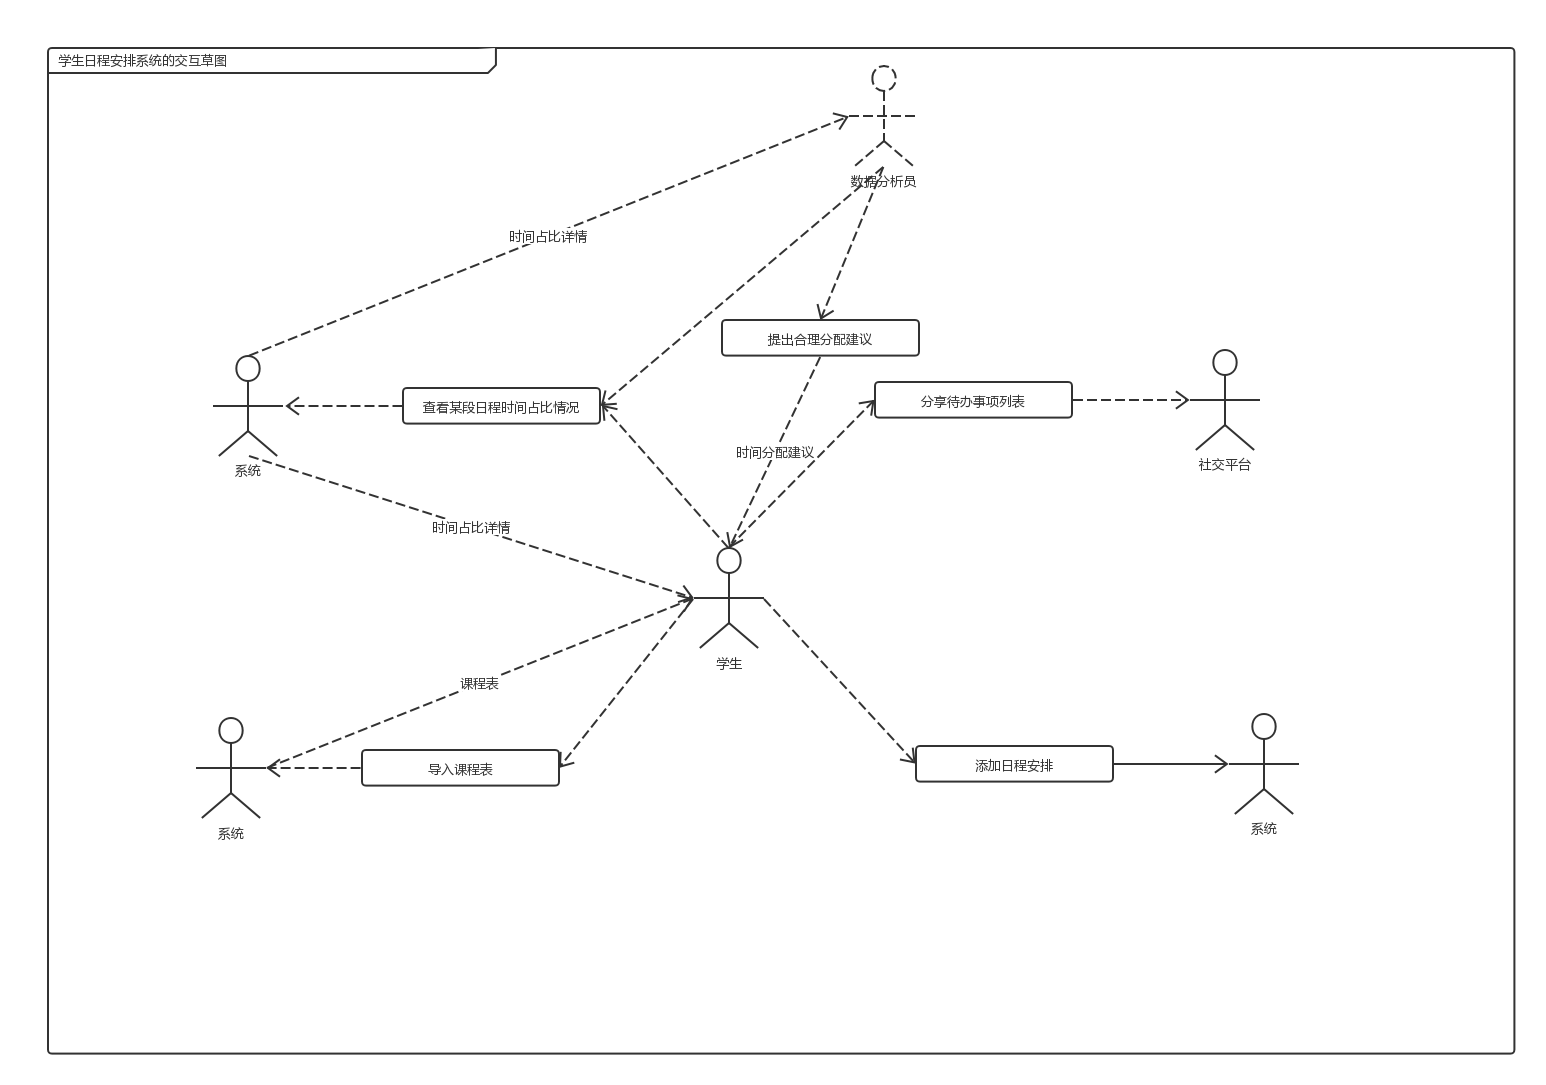 学生日程安排系统的交互草图
数据分析员
时间占比详情
提出合理分配建议
查看某段日程时间占比情况
分享待办事项列表
时间分配建议
社交平台
系统
时间占比详情
学生
课程表
导入课程表
添加日程安排
系统
系统